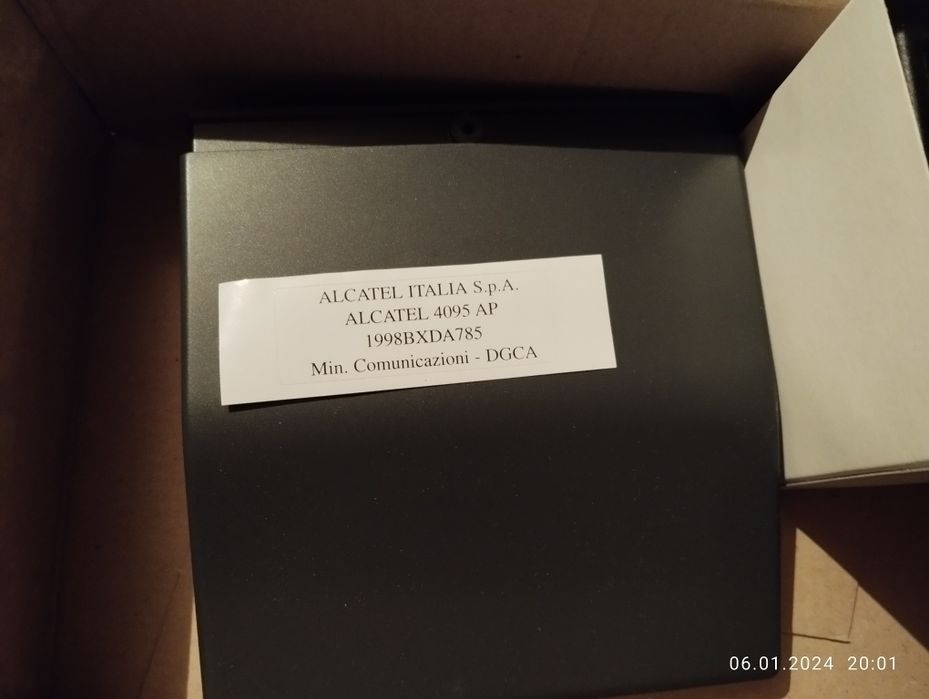 ALCATEL ITALIA S.p.A.
ALCATEL 4095 AP
1998BXDA785
Min. Comunicazioni - DGCA
06.01.2024 20:01